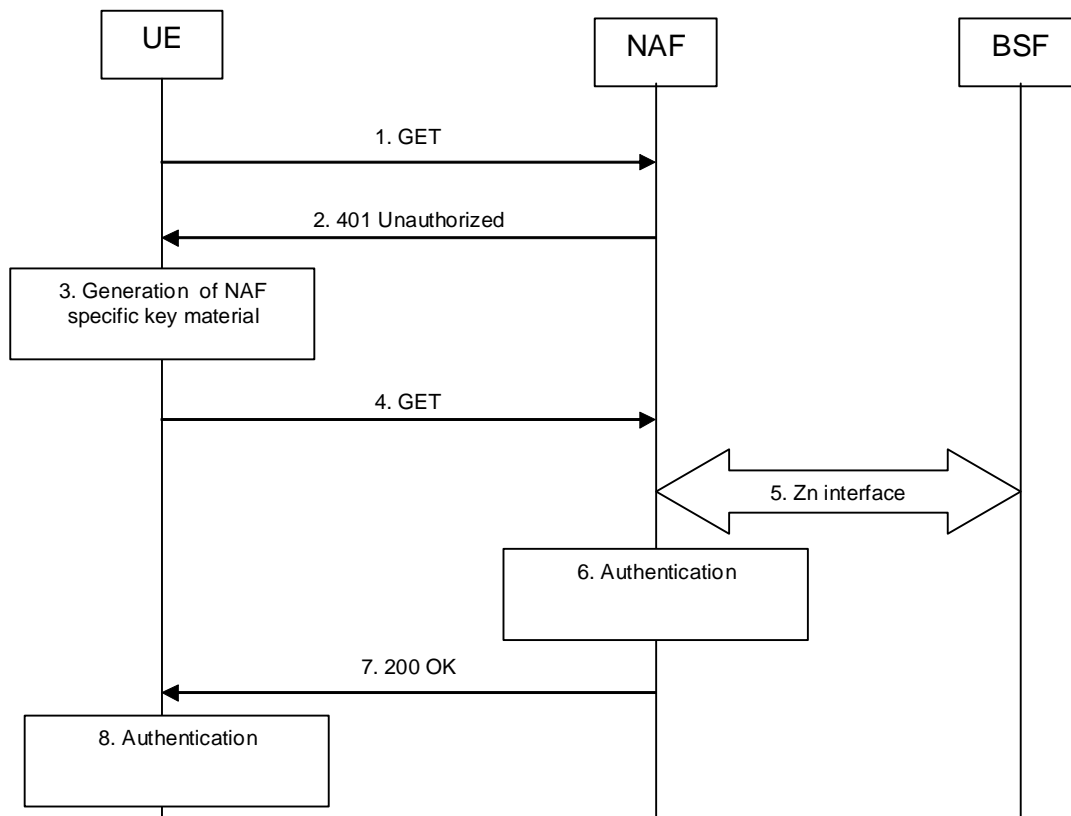 UE
NAF
BSF
1. GET
2. 401 Unauthorized
3. Generation of NAF
specific key material
4. GET
5. Zn interface
6. Authentication
7. 200 OK
8. Authentication